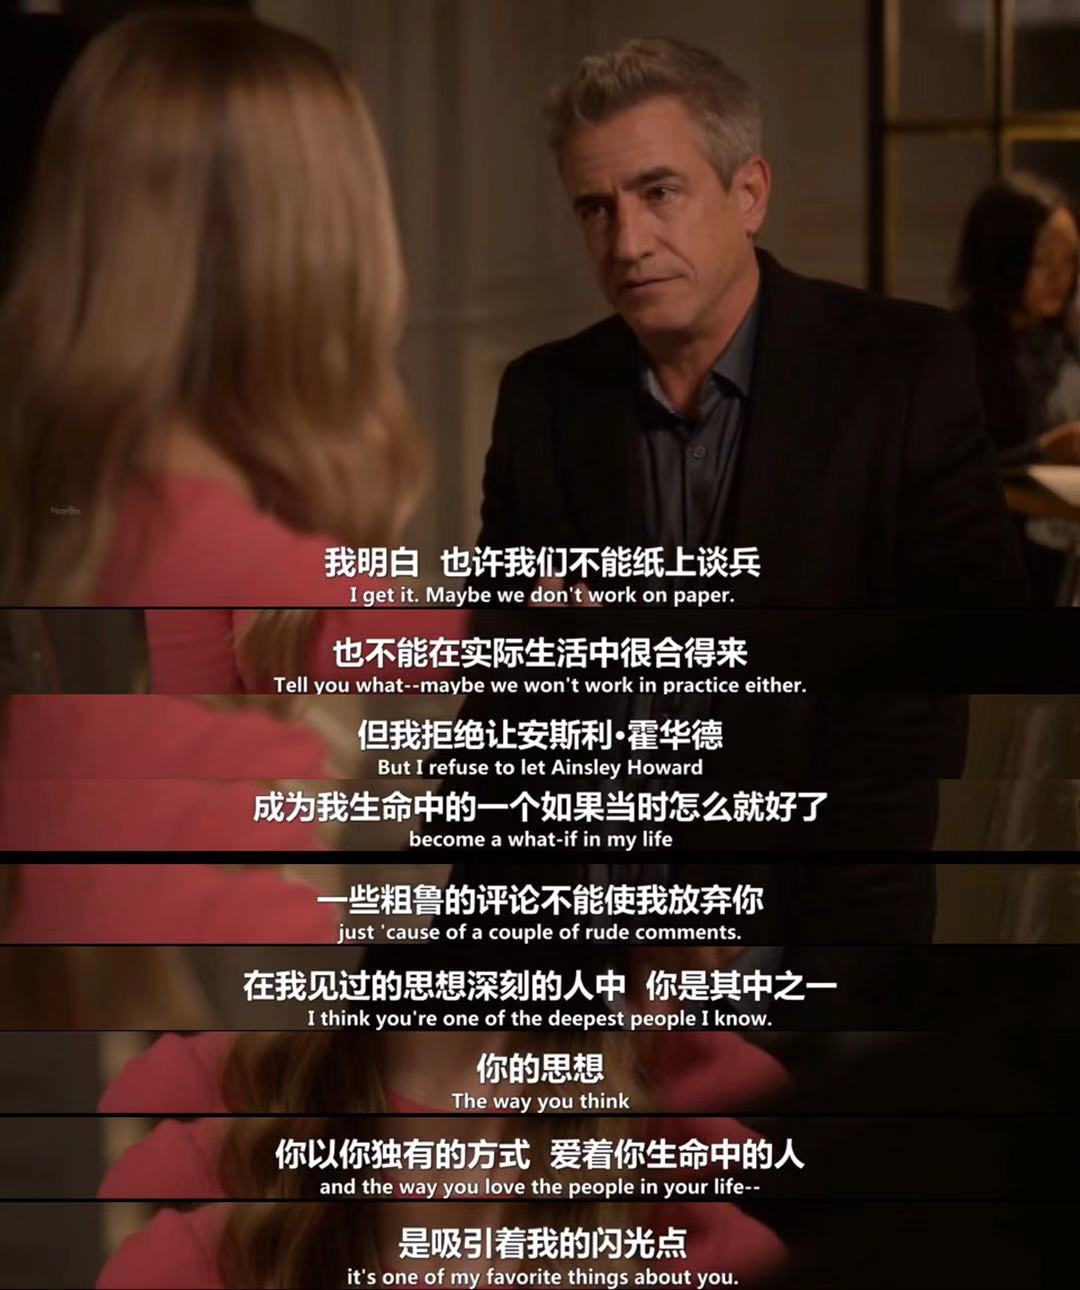 我明白 也许我们不能纸上谈兵
I get it. Maybe we don't work on paper.
也不能在实际生活中很合得来
Tell you what--maybe we won't work in practice either.
但我拒绝让安斯利·霍华德
But I refuse to let Ainsley Howard
成为我生命中的一个如果当时怎么就好了
become a what-if in my life
一些粗鲁的评论不能使我放弃你
just 'cause of a couple of rude comments.
在我见过的思想深刻的人中 你是其中之一
I think you're one of the deepest people I know.
你的思想
The way you think
你以你独有的方式 爱着你生命中的人
and the way you love the people in your life--
是吸引着我的闪光点
it's one of my favorite things about you.